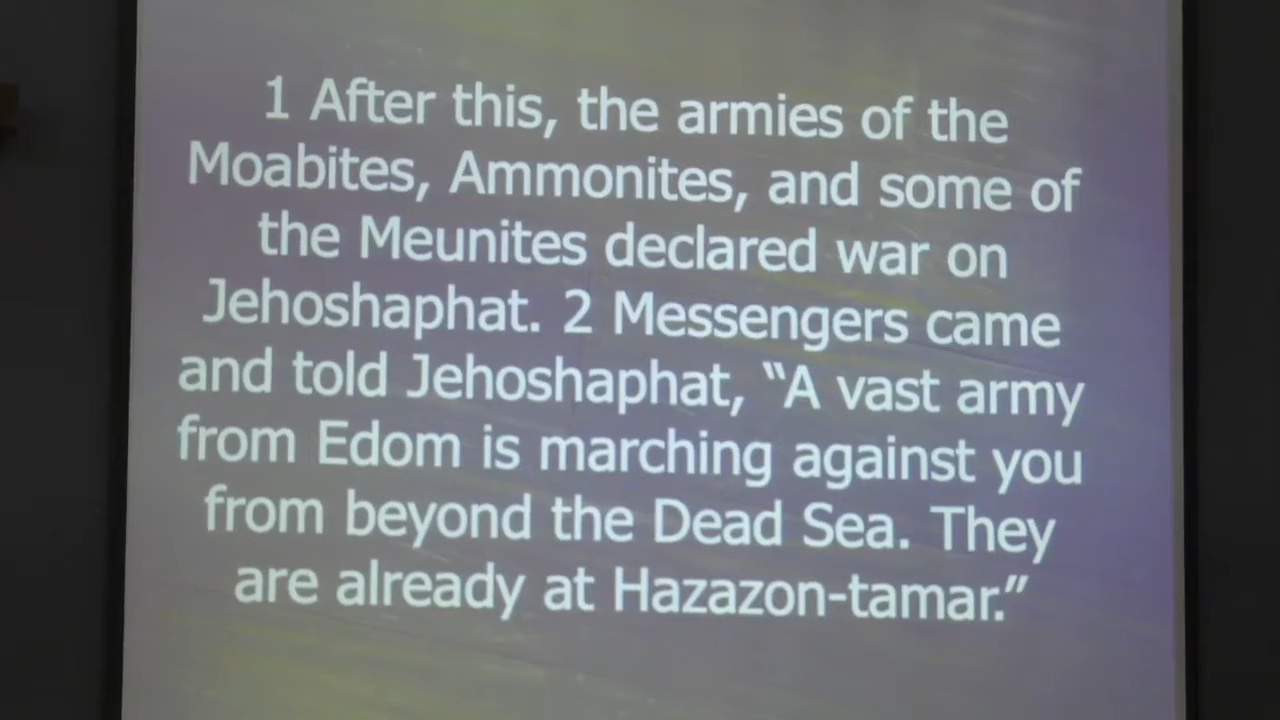 1 After this, the armies of the
Moabites, Ammonites, and some of
the Meunites declared war on
Jehoshaphat. 2 Messengers came
and told Jehoshaphat, “A vast army
from Edom is marching against you
from beyond the Dead Sea. They
are already at Hazazon-tamar.”